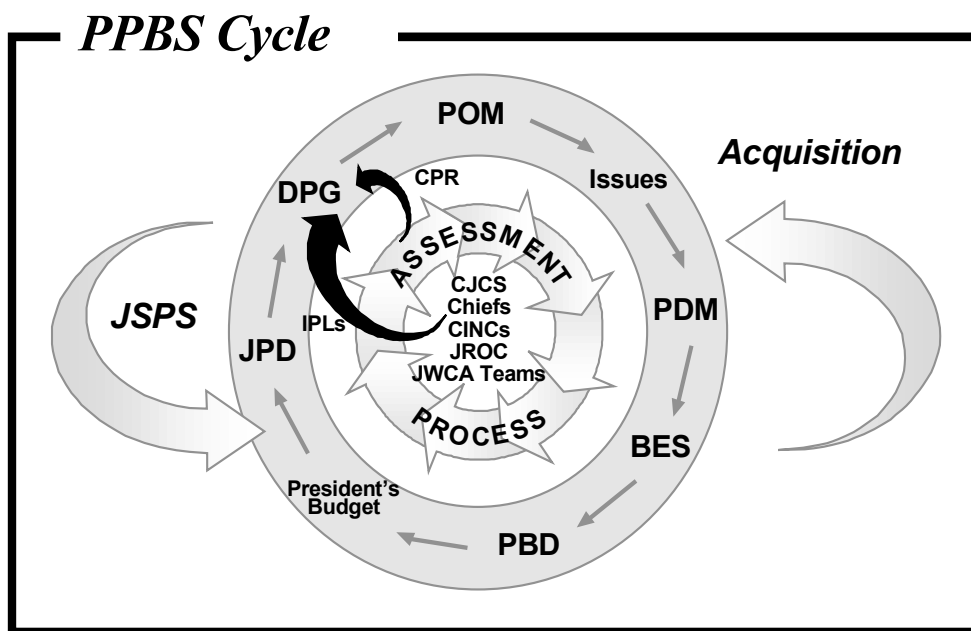 PPBS Cycle
POM
Acquisition
CPR
Issues
DPG
ASSESSMENT
CJCS
Chiefs
CINCs
JROC
JWCA Teams
PROCESS
JSPS
IPLs
PDM
JPD
BES
President's
Budget
PBD